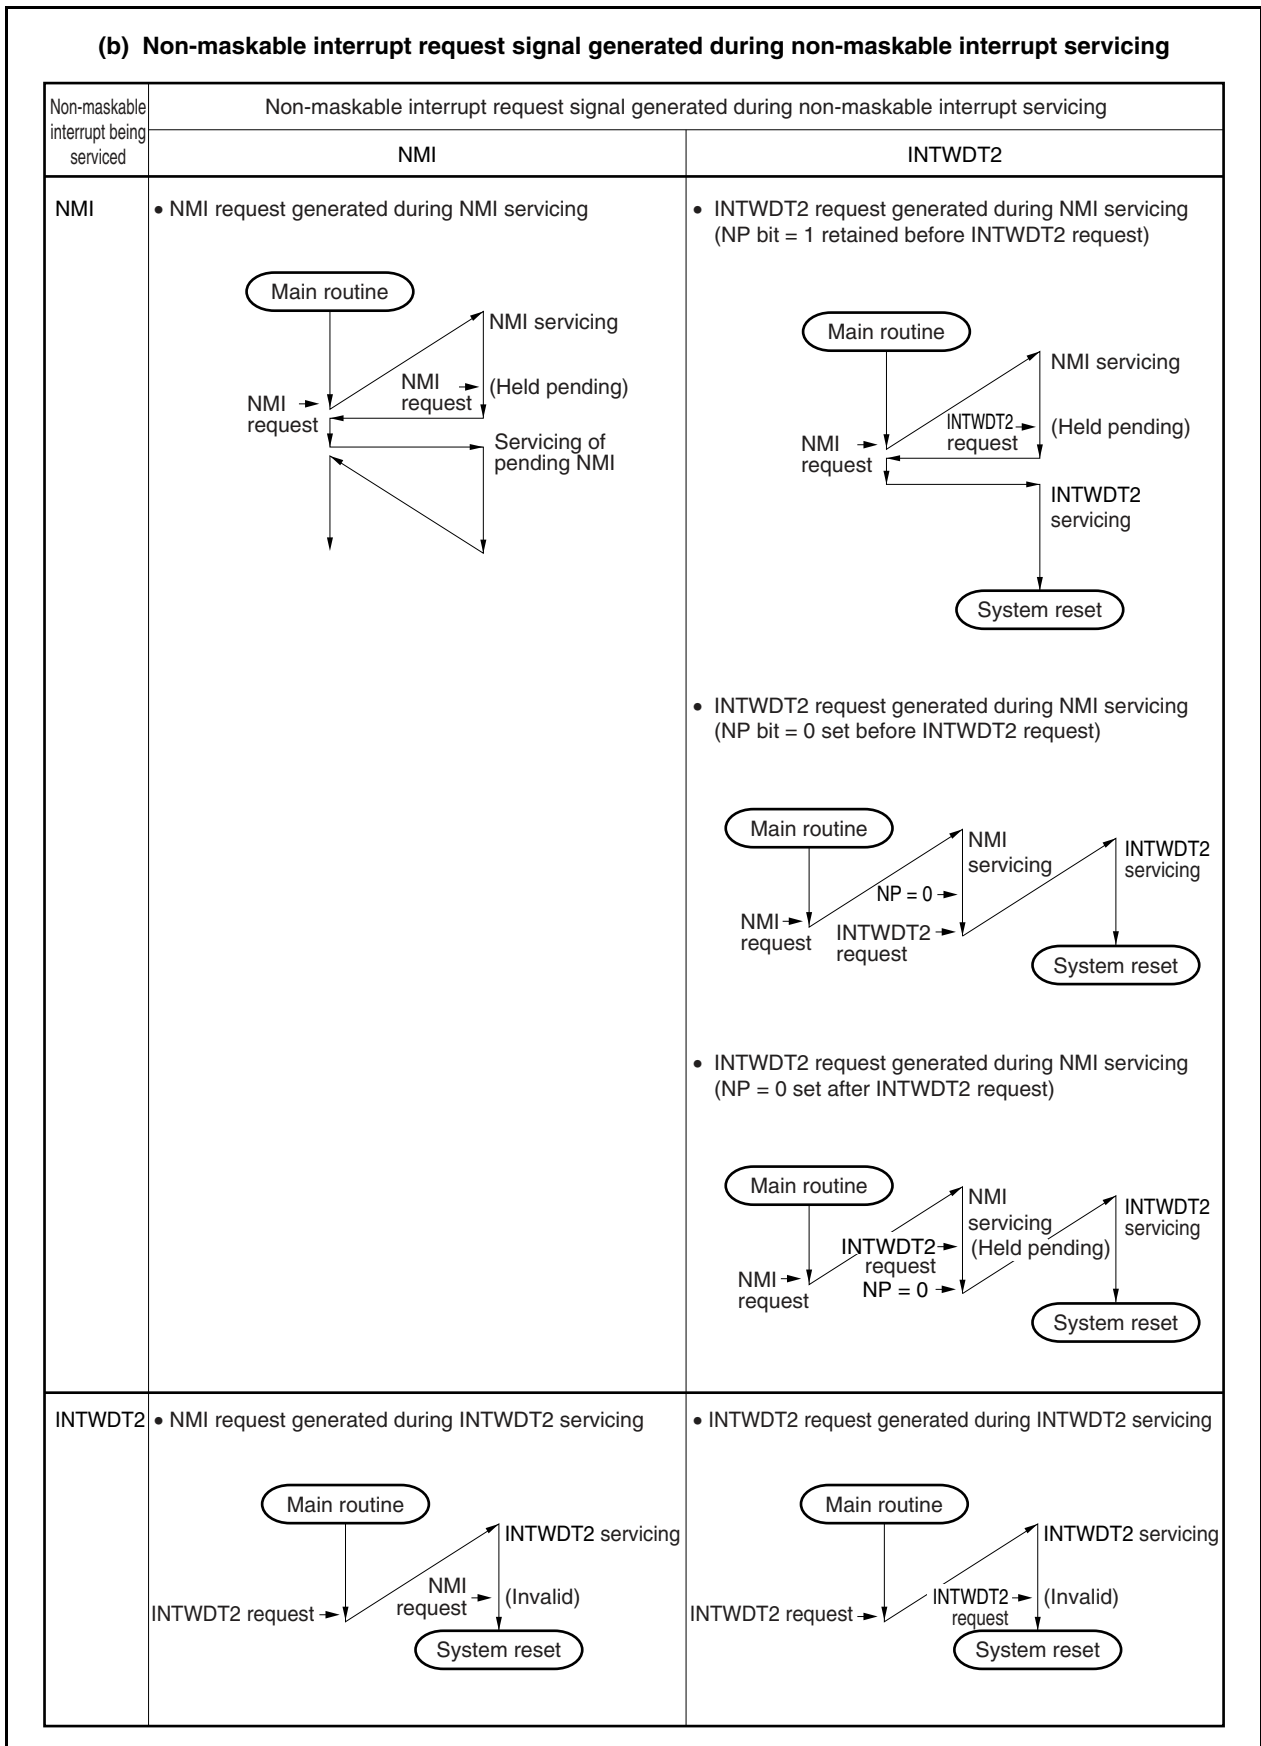 (b) Non-maskable interrupt request signal generated during non-maskable interrupt servicing
Non-maskable
interrupt being
serviced
Non-maskable interrupt request signal generated during non-maskable interrupt servicing
NMI
INTWDT2
NMI
• NMI request generated during NMI servicing
Main routine
NMI servicing
NMI
request
(Held pending)
NMI
request
Servicing of
pending NMI
• INTWDT2 request generated during NMI servicing
(NP bit = 1 retained before INTWDT2 request)
Main routine
NMI servicing
INTWDT2
request
(Held pending)
NMI
request
INTWDT2
servicing
System reset
• INTWDT2 request generated during NMI servicing
(NP bit = 0 set before INTWDT2 request)
Main routine
NMI
servicing
INTWDT2
servicing
NP = 0
NMI
request
INTWDT2
request
System reset
• INTWDT2 request generated during NMI servicing
(NP = 0 set after INTWDT2 request)
Main routine
NMI
servicing
(Held pending)
INTWDT2
servicing
INTWDT2
request
NMI
request
NP = 0
System reset
INTWDT2
• NMI request generated during INTWDT2 servicing
Main routine
INTWDT2 servicing
NMI
request
(Invalid)
INTWDT2 request
System reset
• INTWDT2 request generated during INTWDT2 servicing
Main routine
INTWDT2 servicing
INTWDT2
request
(Invalid)
INTWDT2 request
System reset